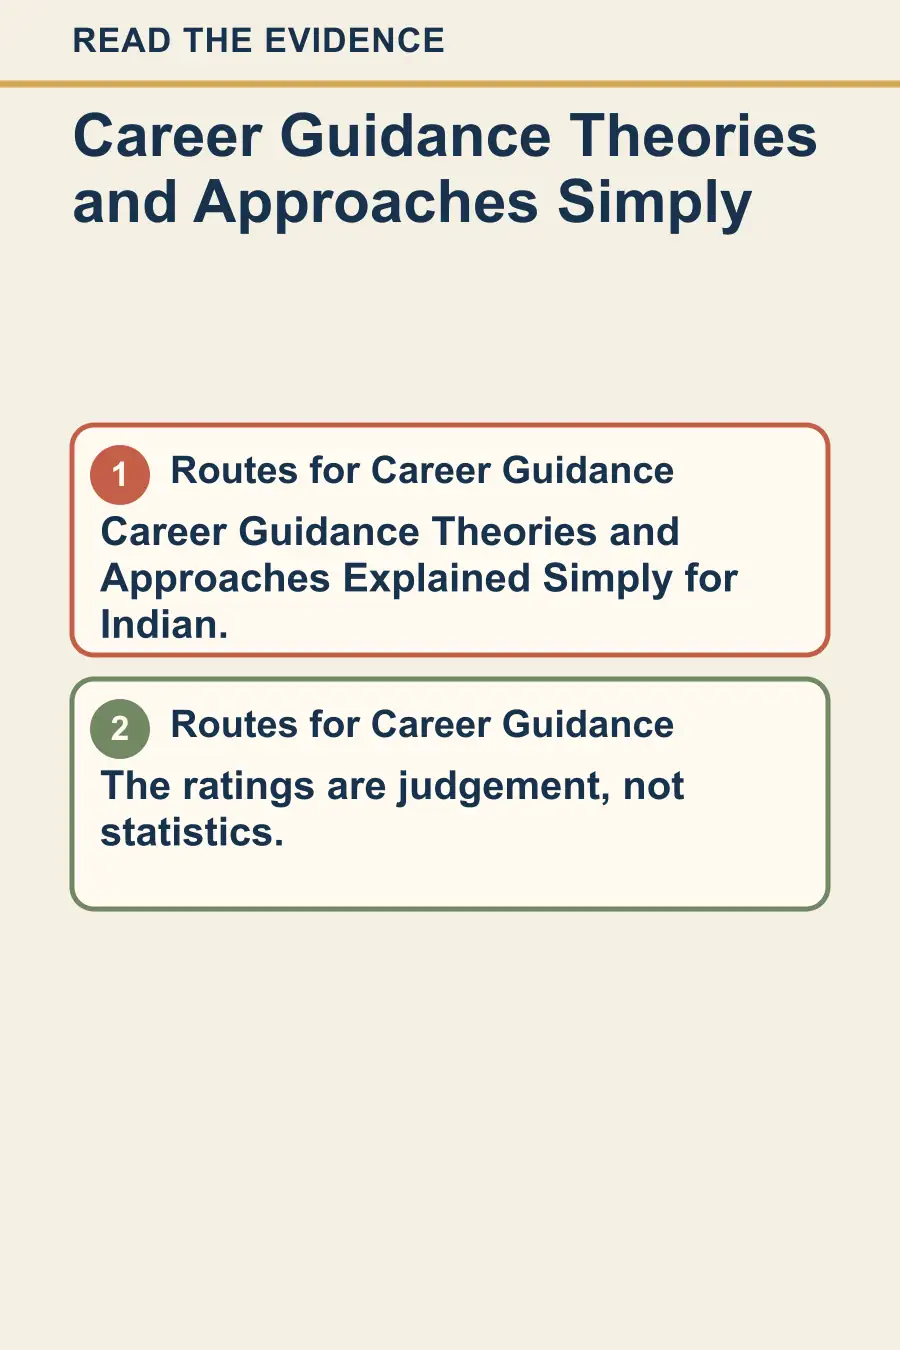 READ THE EVIDENCE
Career Guidance Theories
and Approaches Simply
1 Routes for Career Guidance
Career Guidance Theories and
Approaches Explained Simply for
Indian.
2 Routes for Career Guidance
The ratings are judgement, not
statistics.